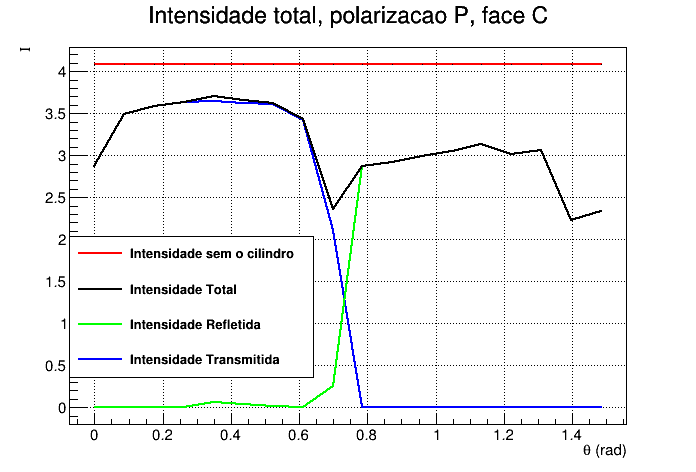 Intensidade total, polarizacao P, face C
I
4
3.5
3
2.5
2
1.5
1
0.5
0
Intensidade sem o cilindro
Intensidade Total
Intensidade Refletida
Intensidade Transmitida
0 0.2 0.4 0.6 0.8 1 1.2 1.4
θ (rad)